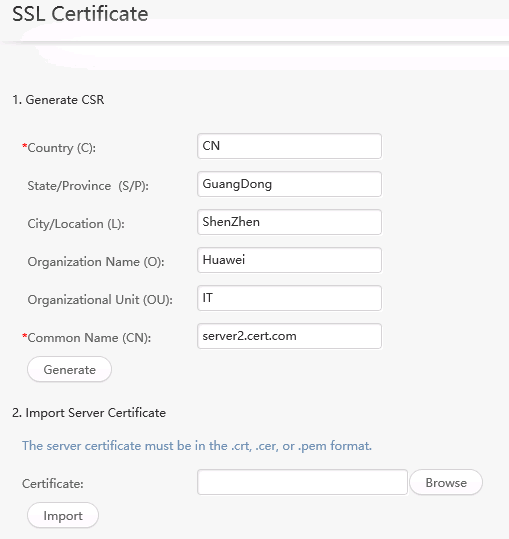 SSL Certificate
1. Generate CSR
*Country (C): CN
State/Province (S/P): GuangDong
City/Location (L): ShenZhen
Organization Name (O): Huawei
Organizational Unit (OU): IT
*Common Name (CN): server2.cert.com
Generate
2. Import Server Certificate
The server certificate must be in the .crt, .cer, or .pem format.
Certificate: Browse
Import